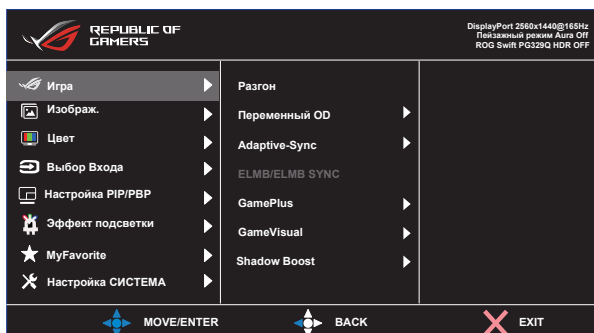 REPUBLIC OF
GAMERS
DisplayPort 2560x1440@165Hz
Пейзажный режим Aura Off
ROG Swift PG329Q HDR OFF
Игра
Изображ.
Цвет
Выбор Входа
Настройка PIP/PBP
Эффект подсветки
MyFavorite
Настройка СИСТЕМА
Разгон
Переменный OD
Adaptive-Sync
ELMB/ELMB SYNC
GamePlus
GameVisual
Shadow Boost
MOVE/ENTER
BACK
EXIT